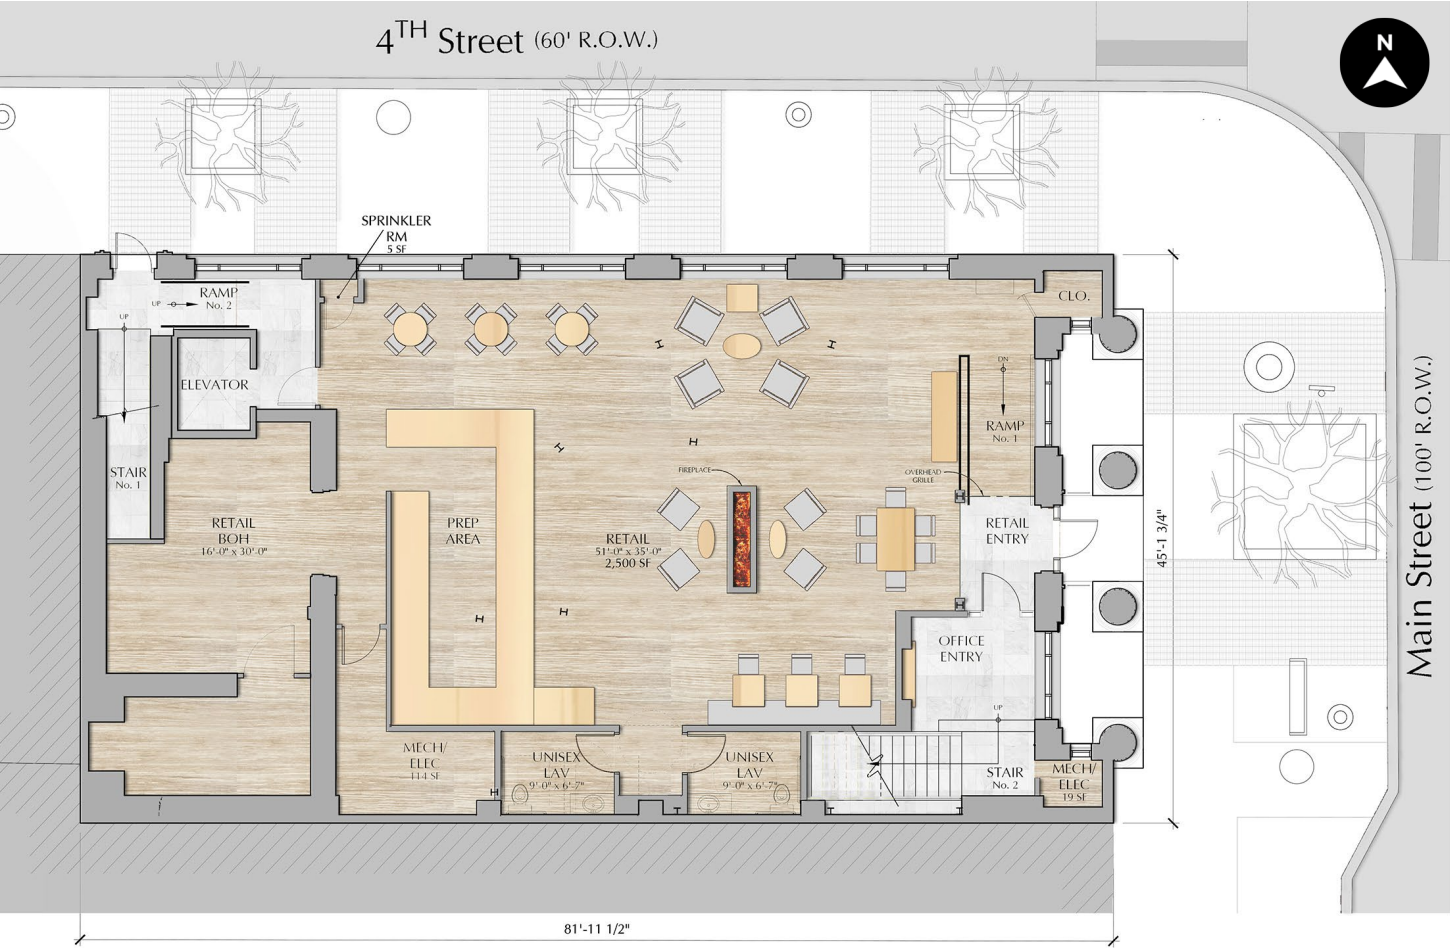 4TH Street (60' R.O.W.)
N
SPRINKLER
RM
5 SF
RAMP
No. 2
UP
UP
CLO.
ELEVATOR
DN
RAMP
No. 1
STAIR
No. 1
FIREPLACE
OVERHEAD
GRILLE
RETAIL
BOH
16'-0" x 30'-0"
PREP
AREA
RETAIL
51'-0" x 35'-0"
2,500 SF
RETAIL
ENTRY
45'-1 3/4"
Main Street (100' R.O.W.)
OFFICE
ENTRY
UP
MECH/
ELEC
114 SF
UNISEX
LAV
9'-0" x 6'-7"
UNISEX
LAV
9'-0" x 6'-7"
STAIR
No. 2
MECH/
ELEC
19 SF
81'-11 1/2"